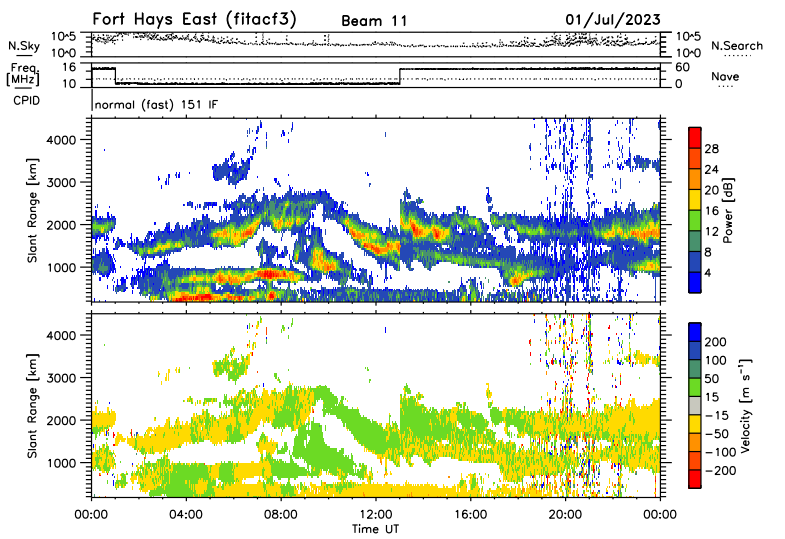 Fort Hays East (fitacf3) Beam 11 01/Jul/2023
N.Sky 10^5 10^0 10^5 10^0 N.Search
Freq. [MHz] 16 10 60 0 Nave
CPID normal (fast) 151 IF
Slant Range [km]
4000
3000
2000
1000
28
24
20
16
12
8
4
Power [dB]
Slant Range [km]
4000
3000
2000
1000
200
100
50
15
-15
-50
-100
-200
Velocity [m s⁻¹]
00:00 04:00 08:00 12:00 16:00 20:00 00:00
Time UT